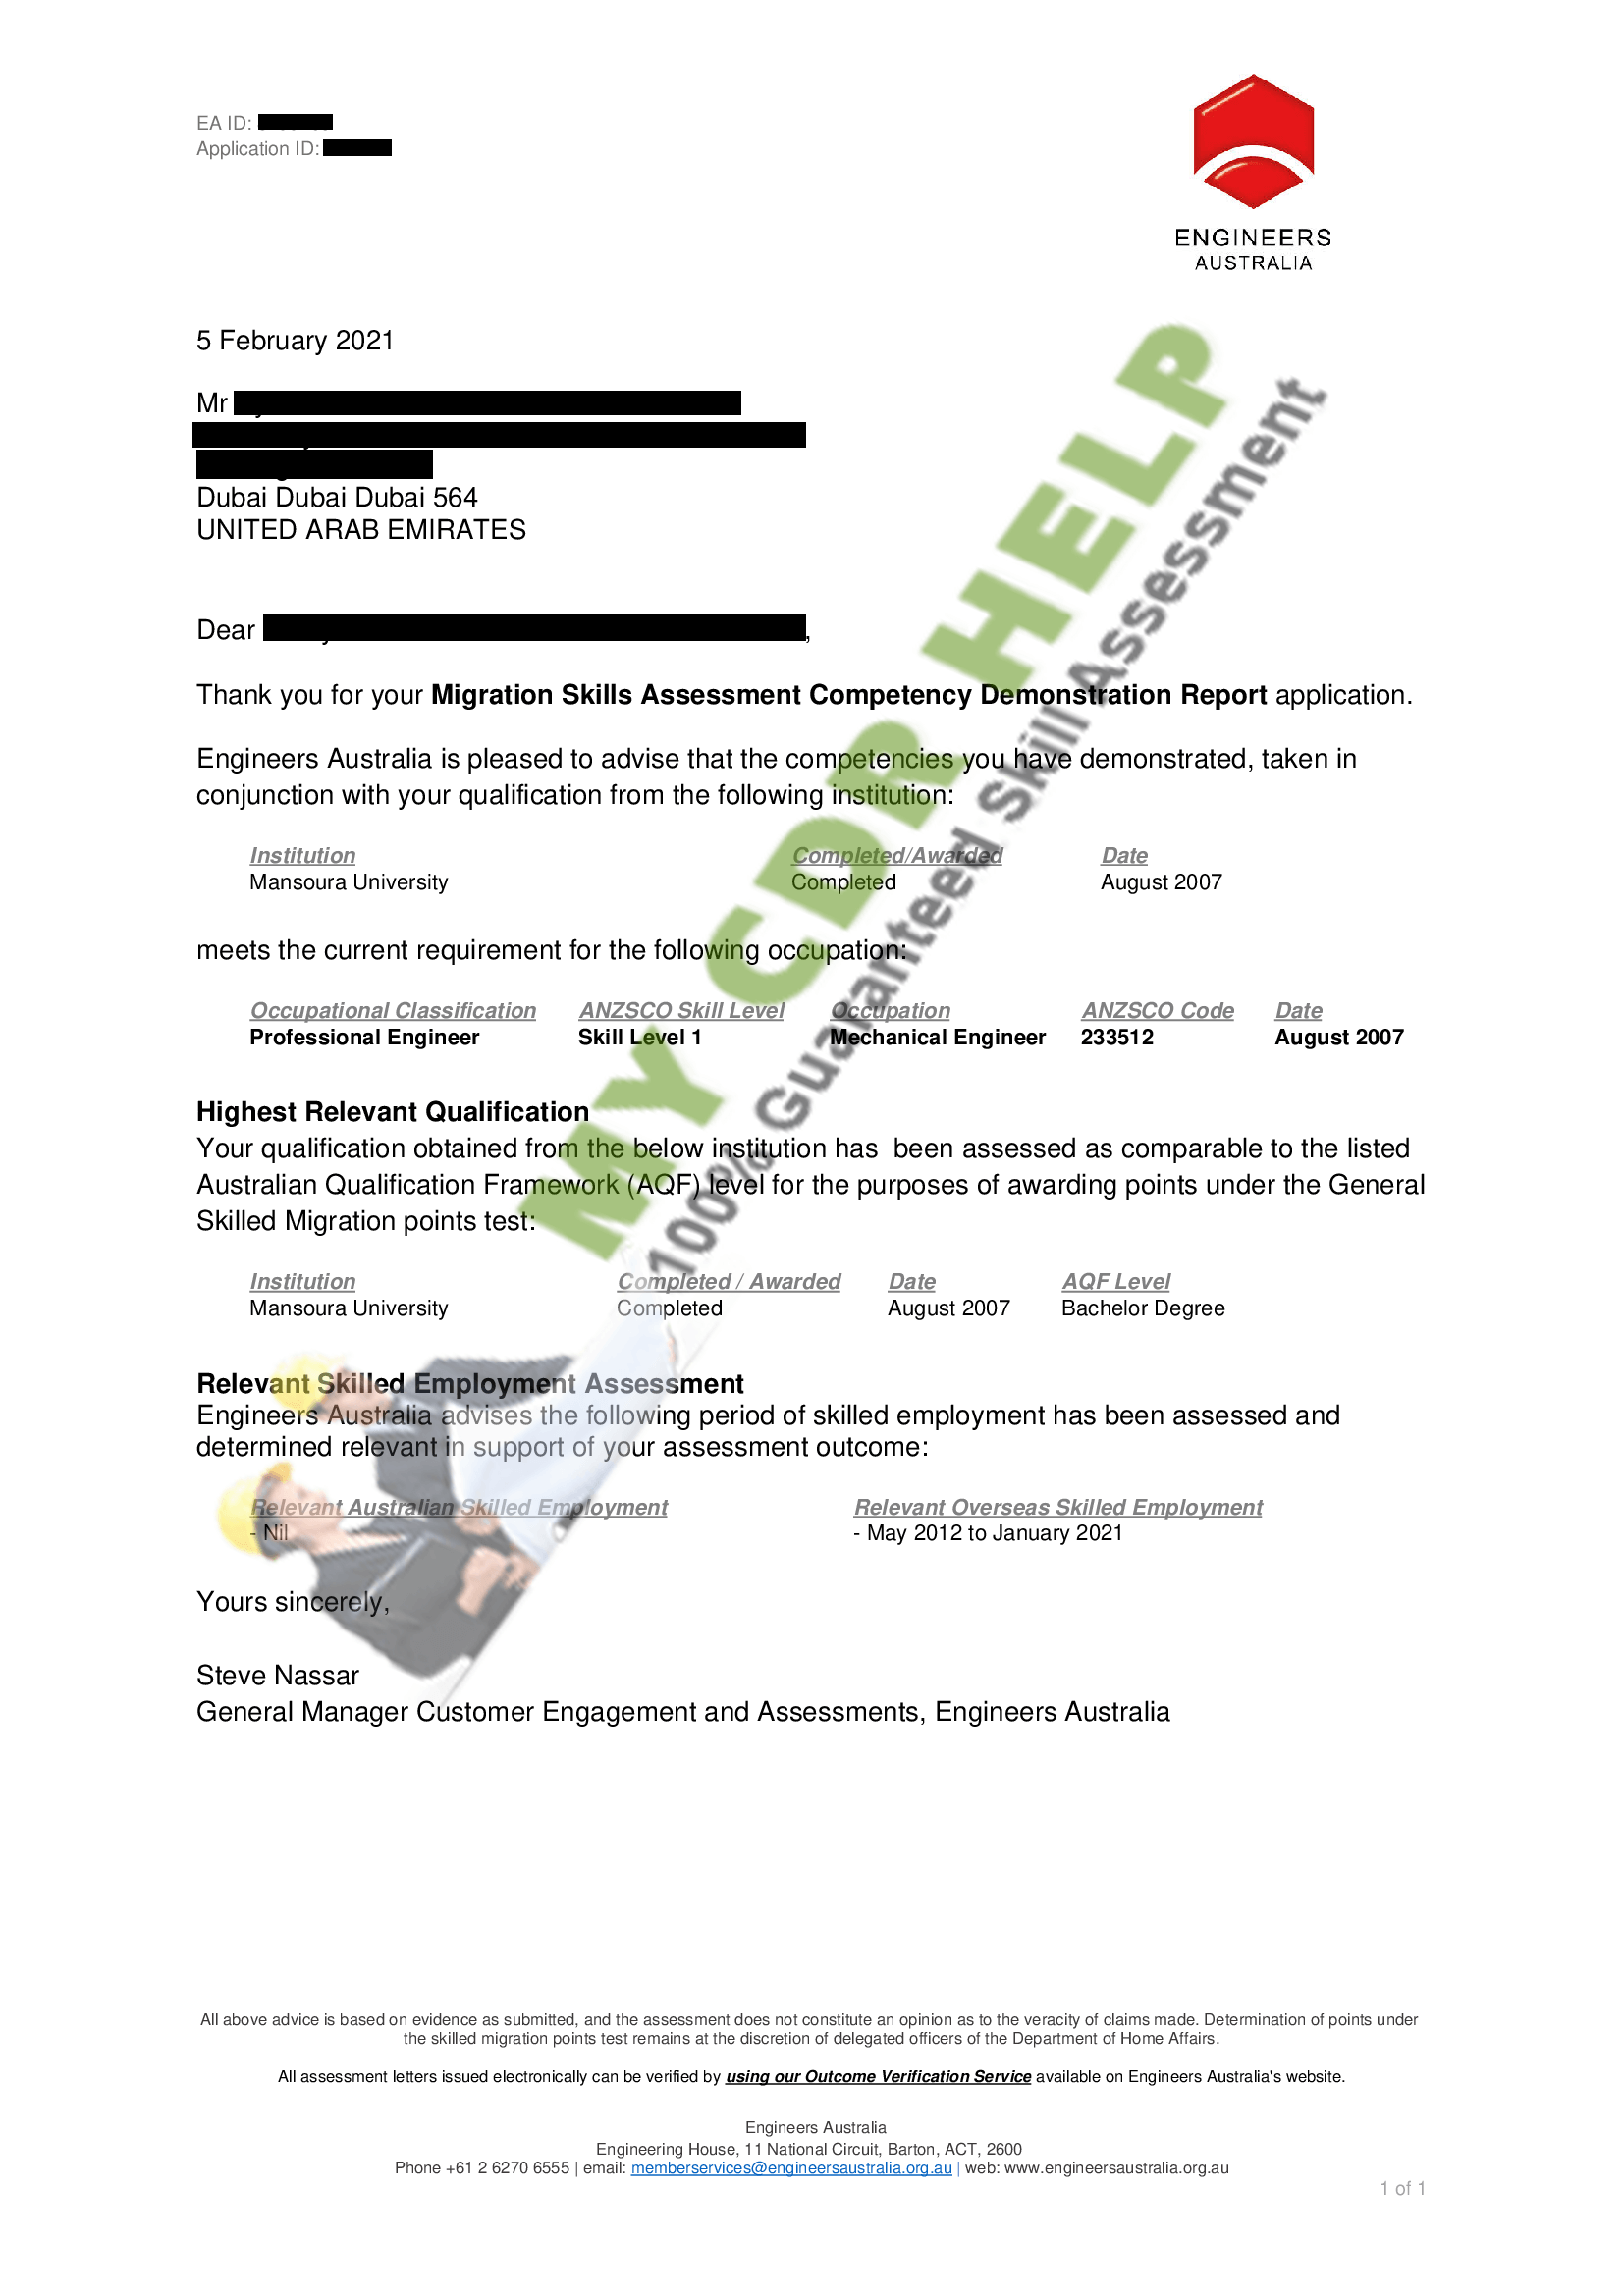 EA ID:
Application ID:
ENGINEERS
AUSTRALIA
5 February 2021
Mr
Dubai Dubai Dubai 564
UNITED ARAB EMIRATES
Dear ,
Thank you for your Migration Skills Assessment Competency Demonstration Report application.
Engineers Australia is pleased to advise that the competencies you have demonstrated, taken in
conjunction with your qualification from the following institution:
Institution Completed/Awarded Date
Mansoura University Completed August 2007
meets the current requirement for the following occupation:
Occupational Classification ANZSCO Skill Level Occupation ANZSCO Code Date
Professional Engineer Skill Level 1 Mechanical Engineer 233512 August 2007
Highest Relevant Qualification
Your qualification obtained from the below institution has been assessed as comparable to the listed
Australian Qualification Framework (AQF) level for the purposes of awarding points under the General
Skilled Migration points test:
Institution Completed / Awarded Date AQF Level
Mansoura University Completed August 2007 Bachelor Degree
Relevant Skilled Employment Assessment
Engineers Australia advises the following period of skilled employment has been assessed and
determined relevant in support of your assessment outcome:
Relevant Australian Skilled Employment Relevant Overseas Skilled Employment
- Nil - May 2012 to January 2021
Yours sincerely,
Steve Nassar
General Manager Customer Engagement and Assessments, Engineers Australia
MY CDR HELP
100% Guaranteed Skill Assessment
All above advice is based on evidence as submitted, and the assessment does not constitute an opinion as to the veracity of claims made. Determination of points under
the skilled migration points test remains at the discretion of delegated officers of the Department of Home Affairs.
All assessment letters issued electronically can be verified by using our Outcome Verification Service available on Engineers Australia's website.
Engineers Australia
Engineering House, 11 National Circuit, Barton, ACT, 2600
Phone +61 2 6270 6555 | email: memberservices@engineersaustralia.org.au | web: www.engineersaustralia.org.au
1 of 1